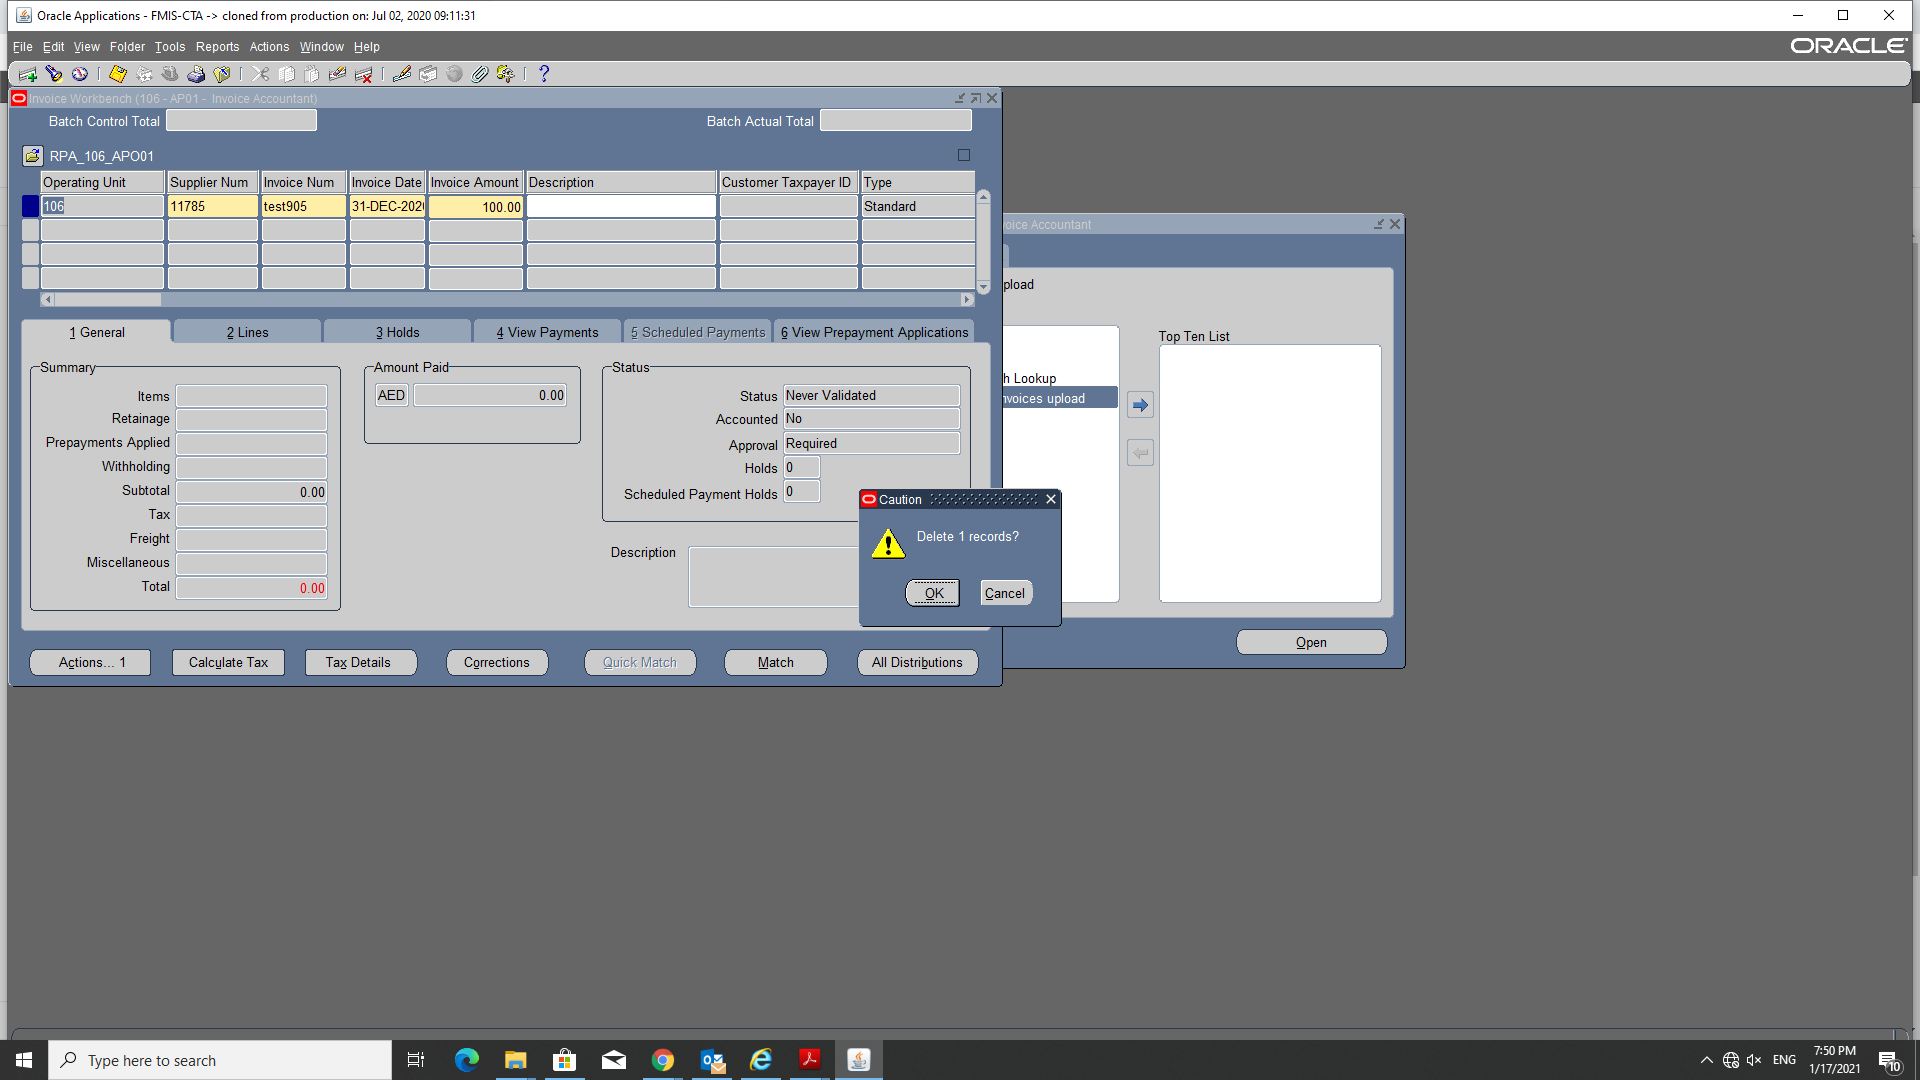 Oracle Applications - FMIS-CTA -> cloned from production on: Jul 02, 2020 09:11:31
File Edit View Folder Tools Reports Actions Window Help
ORACLE
Invoice Workbench (106 - AP01 - Invoice Accountant)
Batch Control Total
Batch Actual Total
RPA_106_APO01
Operating Unit Supplier Num Invoice Num Invoice Date Invoice Amount Description Customer Taxpayer ID Type
106 11785 test905 31-DEC-202 100.00 Standard
1 General 2 Lines 3 Holds 4 View Payments 5 Scheduled Payments 6 View Prepayment Applications
Summary
Items
Retainage
Prepayments Applied
Withholding
Subtotal 0.00
Tax
Freight
Miscellaneous
Total 0.00
Amount Paid
AED 0.00
Status
Status Never Validated
Accounted No
Approval Required
Holds 0
Scheduled Payment Holds 0
Description
Actions... 1 Calculate Tax Tax Details Corrections Quick Match Match All Distributions
Caution
Delete 1 records?
OK Cancel
oice Accountant
pload
h Lookup
nvoices upload
Top Ten List
Open
Type here to search
ENG
7:50 PM
1/17/2021
10